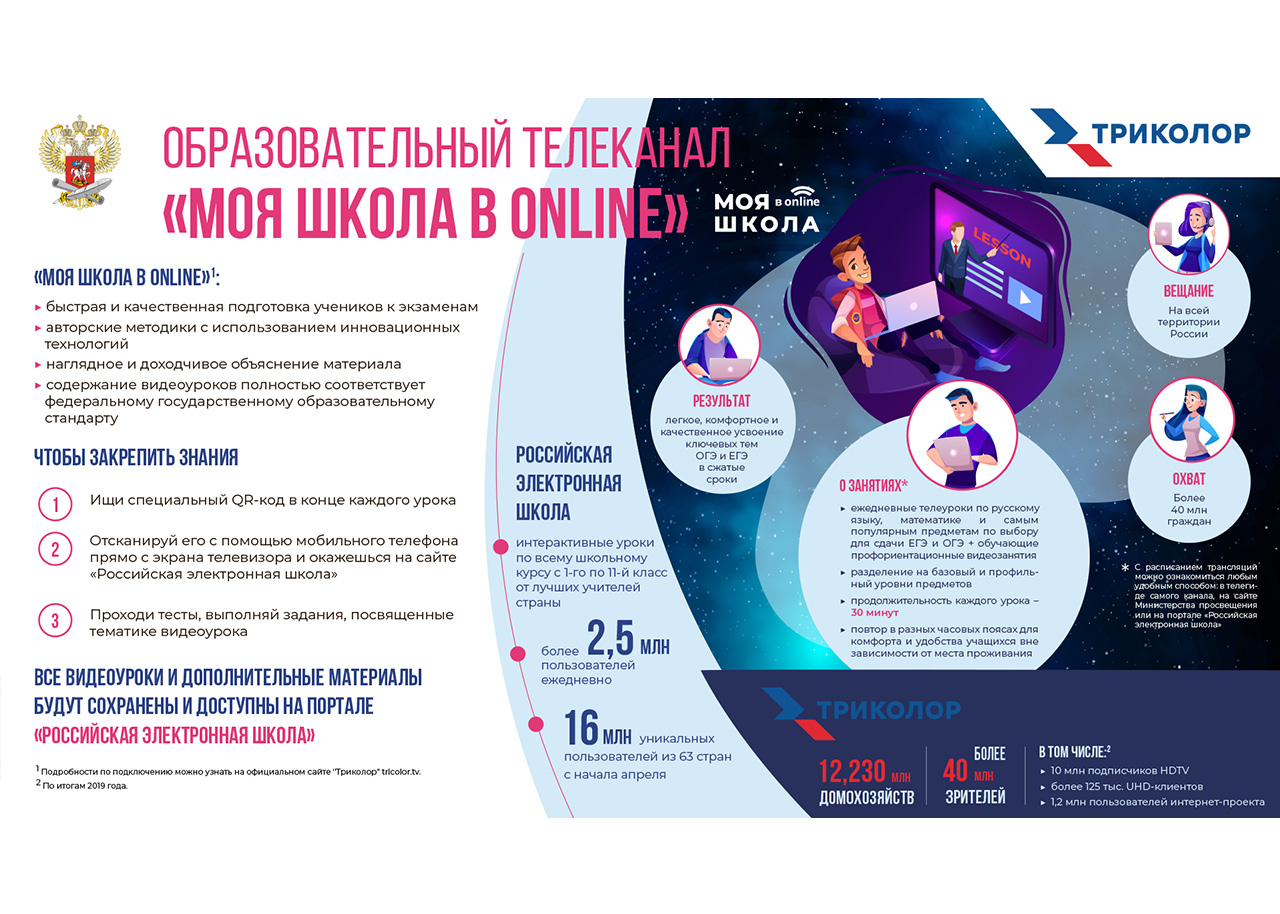 ОБРАЗОВАТЕЛЬНЫЙ ТЕЛЕКАНАЛ
«МОЯ ШКОЛА В ONLINE»
МОЯ в online
ШКОЛА
ТРИКОЛОР
«МОЯ ШКОЛА В ONLINE»¹:
▸ быстрая и качественная подготовка учеников к экзаменам
▸ авторские методики с использованием инновационных
технологий
▸ наглядное и доходчивое объяснение материала
▸ содержание видеоуроков полностью соответствует
федеральному государственному образовательному
стандарту
ЧТОБЫ ЗАКРЕПИТЬ ЗНАНИЯ
1 Ищи специальный QR-код в конце каждого урока
2 Отсканируй его с помощью мобильного телефона
прямо с экрана телевизора и окажешься на сайте
«Российская электронная школа»
3 Проходи тесты, выполняй задания, посвященные
тематике видеоурока
ВСЕ ВИДЕОУРОКИ И ДОПОЛНИТЕЛЬНЫЕ МАТЕРИАЛЫ
БУДУТ СОХРАНЕНЫ И ДОСТУПНЫ НА ПОРТАЛЕ
«РОССИЙСКАЯ ЭЛЕКТРОННАЯ ШКОЛА»
¹ Подробности по подключению можно узнать на официальном сайте "Триколор" tricolor.tv.
² По итогам 2019 года.
РОССИЙСКАЯ
ЭЛЕКТРОННАЯ
ШКОЛА
интерактивные уроки
по всему школьному
курсу с 1-го по 11-й класс
от лучших учителей
страны
более 2,5 МЛН
пользователей
ежедневно
16 МЛН уникальных
пользователей из 63 стран
с начала апреля
LESSON
РЕЗУЛЬТАТ
легкое, комфортное и
качественное усвоение
ключевых тем
ОГЭ и ЕГЭ
в сжатые
сроки
О ЗАНЯТИЯХ*
▸ ежедневные телеуроки по русскому
языку, математике и самым
популярным предметам по выбору
для сдачи ЕГЭ и ОГЭ + обучающие
профориентационные видеозанятия
▸ разделение на базовый и профиль-
ный уровни предметов
▸ продолжительность каждого урока –
30 минут
▸ повтор в разных часовых поясах для
комфорта и удобства учащихся вне
зависимости от места проживания
ВЕЩАНИЕ
На всей
территории
России
ОХВАТ
Более
40 млн
граждан
* С расписанием трансляций
можно ознакомиться любым
удобным способом: в телеги-
де самого канала, на сайте
Министерства просвещения
или на портале «Российская
электронная школа»
ТРИКОЛОР
12,230 МЛН
ДОМОХОЗЯЙСТВ
БОЛЕЕ
40 МЛН
ЗРИТЕЛЕЙ
В ТОМ ЧИСЛЕ:²
▸ 10 млн подписчиков HDTV
▸ более 125 тыс. UHD-клиентов
▸ 1,2 млн пользователей интернет-проекта